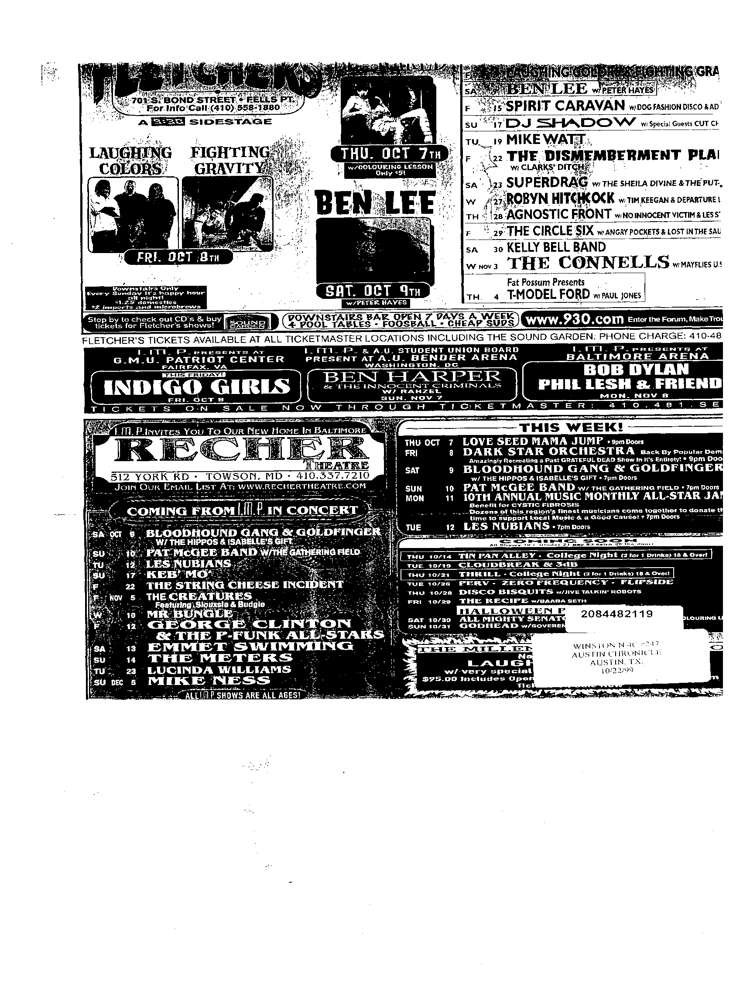 FLETCHER'S
701 S. BOND STREET • FELLS PT.
For Info Call (410) 558-1880
SIDESTAGE
LAUGHING COLORS
FIGHTING GRAVITY
FRI. OCT 8TH
Downstairs Only
Every Sunday it's happy hour
all night!
$1.25 domestics
$2 imports and microbrews
THU. OCT 7TH
w/COLOURING LESSON
Only $5!
BEN LEE
SAT. OCT 9TH
W/PETER HAYES
LAUGHING COLORS & FIGHTING GRA
SA BEN LEE W/ PETER HAYES
F 15 SPIRIT CARAVAN W/ DOG FASHION DISCO & AD
SU 17 DJ SHADOW w/ Special Guests CUT CH
TU 19 MIKE WATT
F 22 THE DISMEMBERMENT PLA
W/ CLARKS' DITCH
SA 23 SUPERDRAG W/ THE SHEILA DIVINE & THE PUT-
W 27 ROBYN HITCHCOCK W/ TIM KEEGAN & DEPARTURE L
TH 28 AGNOSTIC FRONT W/ NO INNOCENT VICTIM & LESS
F 29 THE CIRCLE SIX W/ ANGRY POCKETS & LOST IN THE SAU
SA 30 KELLY BELL BAND
W NOV 3 THE CONNELLS W/ MAYFLIES U
Fat Possum Presents
TH 4 T-MODEL FORD W/ PAUL JONES
Stop by to check out CD's & buy
tickets for Fletcher's shows!
SOUND
DOWNSTAIRS BAR OPEN 7 DAYS A WEEK
4 POOL TABLES • FOOSBALL • CHEAP SUDS
www.930.com Enter the Forum, Make Trou
FLETCHER'S TICKETS AVAILABLE AT ALL TICKETMASTER LOCATIONS INCLUDING THE SOUND GARDEN. PHONE CHARGE: 410-48
I.M.P. PRESENTS AT
G.M.U. PATRIOT CENTER
FAIRFAX, VA
THIS FRIDAY!
INDIGO GIRLS
FRI. OCT 8
I.M.P. & A.U. STUDENT UNION BOARD
PRESENT AT A.U. BENDER ARENA
WASHINGTON, DC
BEN HARPER
& THE INNOCENT CRIMINALS
W/ RAHZEL
SUN. NOV 7
I.M.P. PRESENTS AT
BALTIMORE ARENA
BOB DYLAN
PHIL LESH & FRIEND
MON. NOV 8
TICKETS ON SALE NOW THROUGH TICKETMASTER: 410.481.SE
I.M.P. INVITES YOU TO OUR NEW HOME IN BALTIMORE
RECHER
THEATRE
512 YORK RD • TOWSON, MD • 410.337.7210
JOIN OUR EMAIL LIST AT: WWW.RECHERTHEATRE.COM
COMING FROM I.M.P. IN CONCERT
SA OCT 9 BLOODHOUND GANG & GOLDFINGER
W/ THE HIPPOS & ISABELLE'S GIFT
SU 10 PAT McGEE BAND W/THE GATHERING FIELD
TU 12 LES NUBIANS
SU 17 KEB' MO'
F 22 THE STRING CHEESE INCIDENT
F NOV 5 THE CREATURES
Featuring Siouxsie & Budgie
W 10 MR BUNGLE
F 12 GEORGE CLINTON
& THE P-FUNK ALL-STARS
SA 13 EMMET SWIMMING
SU 14 THE METERS
TU 23 LUCINDA WILLIAMS
SU DEC 5 MIKE NESS
ALL I.M.P. SHOWS ARE ALL AGES!
THIS WEEK!
THU OCT 7 LOVE SEED MAMA JUMP • 9pm Doors
FRI 8 DARK STAR ORCHESTRA Back By Popular Dem
Amazingly Recreating a Past GRATEFUL DEAD Show in it's Entirety! • 9pm Doo
SAT 9 BLOODHOUND GANG & GOLDFINGER
W/ THE HIPPOS & ISABELLE'S GIFT • 7pm Doors
SUN 10 PAT McGEE BAND W/ THE GATHERING FIELD • 7pm Doors
MON 11 10TH ANNUAL MUSIC MONTHLY ALL-STAR JA
Benefit for CYSTIC FIBROSIS
Dozens of this region's finest musicians come together to donate th
time to support Local Music & a Good Cause! • 7pm Doors
TUE 12 LES NUBIANS • 7pm Doors
COMING SOON
THU 10/14 TIN PAN ALLEY • College Night (2 for 1 Drinks) 18 & Over!
TUE 10/19 CLOUDBREAK & 3dB
THU 10/21 THRILL • College Night (2 for 1 Drinks) 18 & Over!
TUE 10/26 PERV • ZERO FREQUENCY • FLIPSIDE
THU 10/28 DISCO BISQUITS W/JIVE TALKIN' ROBOTS
FRI 10/29 THE RECIPE W/BAABA SETH
HALLOWEEN
SAT 10/30 ALL MIGHTY SENATO
SUN 10/31 GODHEAD W/SOVEREN
OLOURING L
THE MILLEN
LAUGH
w/ very special
$95.00 Includes Open
2084482119
WINSTON
AUSTIN CHRONICLE
AUSTIN, TX.
10/22/99